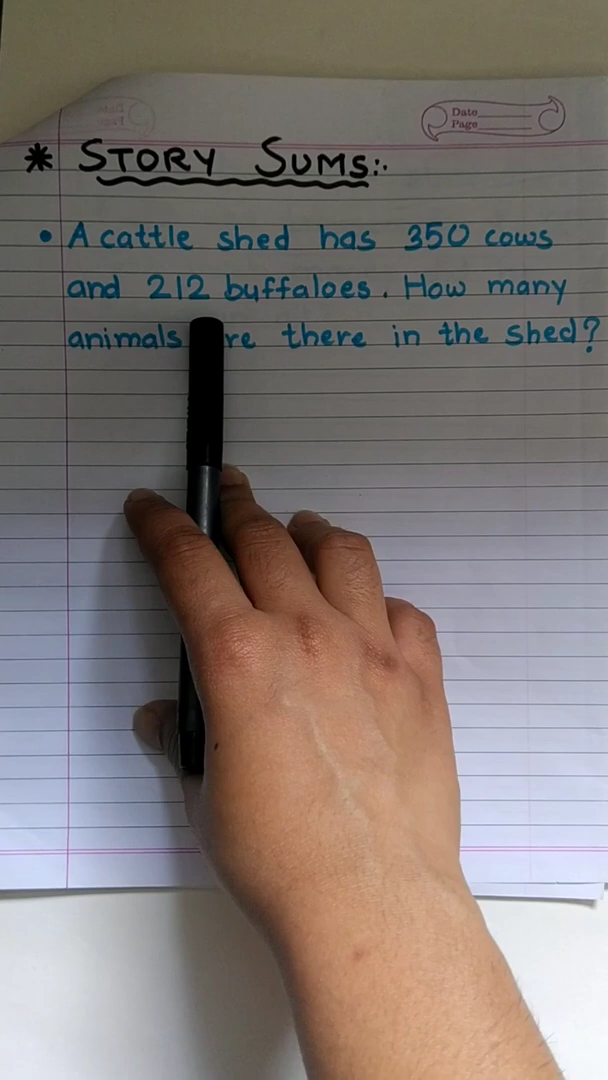 Date
Page
* STORY SUMS:-
• A cattle shed has 350 cows
and 212 buffaloes. How many
animals re there in the shed?